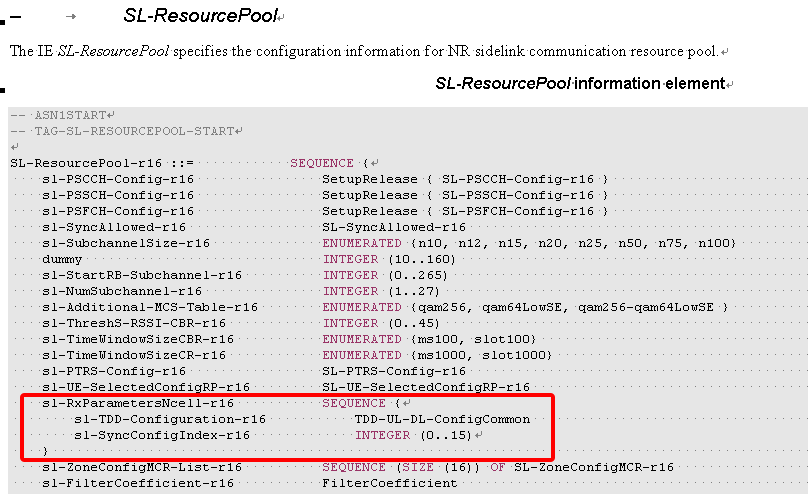 – → SL-ResourcePool
The IE SL-ResourcePool specifies the configuration information for NR sidelink communication resource pool.
SL-ResourcePool information element
-- ASN1START
-- TAG-SL-RESOURCEPOOL-START
SL-ResourcePool-r16 ::= SEQUENCE {
sl-PSCCH-Config-r16 SetupRelease { SL-PSCCH-Config-r16 }
sl-PSSCH-Config-r16 SetupRelease { SL-PSSCH-Config-r16 }
sl-PSFCH-Config-r16 SetupRelease { SL-PSFCH-Config-r16 }
sl-SyncAllowed-r16 SL-SyncAllowed-r16
sl-SubchannelSize-r16 ENUMERATED {n10, n12, n15, n20, n25, n50, n75, n100}
dummy INTEGER (10..160)
sl-StartRB-Subchannel-r16 INTEGER (0..265)
sl-NumSubchannel-r16 INTEGER (1..27)
sl-Additional-MCS-Table-r16 ENUMERATED {qam256, qam64LowSE, qam256-qam64LowSE }
sl-ThreshS-RSSI-CBR-r16 INTEGER (0..45)
sl-TimeWindowSizeCBR-r16 ENUMERATED {ms100, slot100}
sl-TimeWindowSizeCR-r16 ENUMERATED {ms1000, slot1000}
sl-PTRS-Config-r16 SL-PTRS-Config-r16
sl-UE-SelectedConfigRP-r16 SL-UE-SelectedConfigRP-r16
sl-RxParametersNcell-r16 SEQUENCE {
sl-TDD-Configuration-r16 TDD-UL-DL-ConfigCommon
sl-SyncConfigIndex-r16 INTEGER (0..15)
}
sl-ZoneConfigMCR-List-r16 SEQUENCE (SIZE (16)) OF SL-ZoneConfigMCR-r16
sl-FilterCoefficient-r16 FilterCoefficient